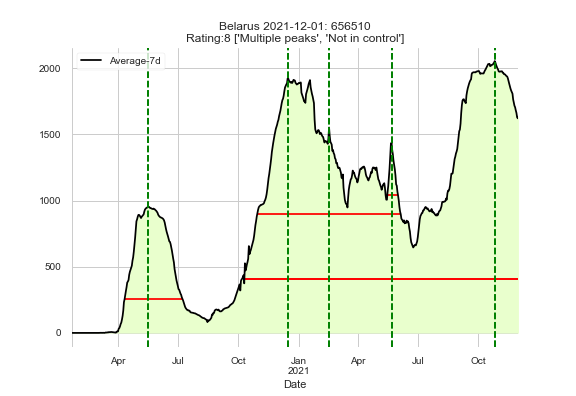 Belarus 2021-12-01: 656510
Rating:8 ['Multiple peaks', 'Not in control']
Average-7d
2000
1500
1000
500
0
Apr
Jul
Oct
Jan
2021
Apr
Jul
Oct
Date